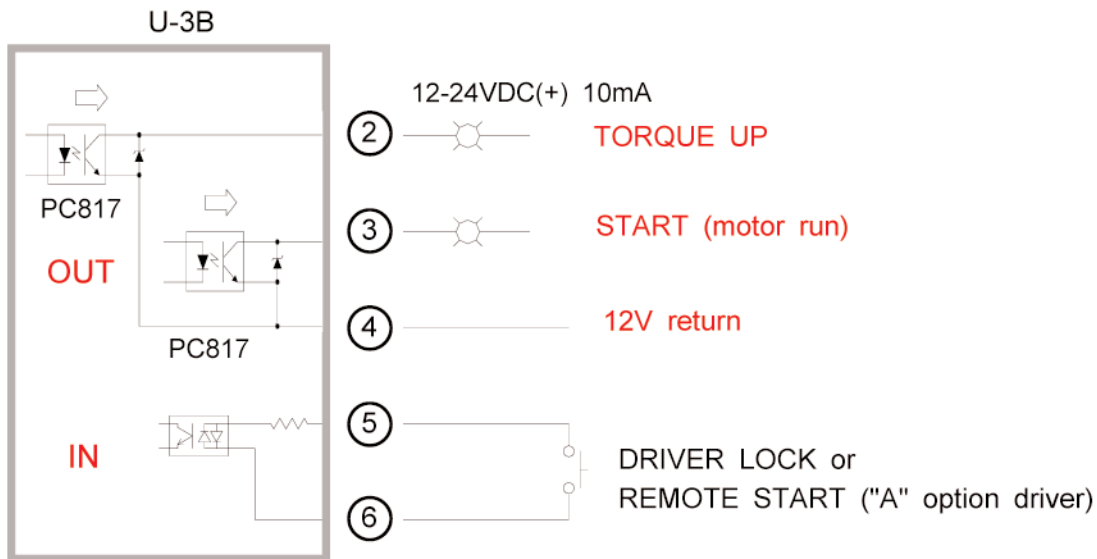 U-3B
12-24VDC(+) 10mA
2
TORQUE UP
PC817
3
START (motor run)
OUT
4
12V return
PC817
5
IN
DRIVER LOCK or
REMOTE START ("A" option driver)
6